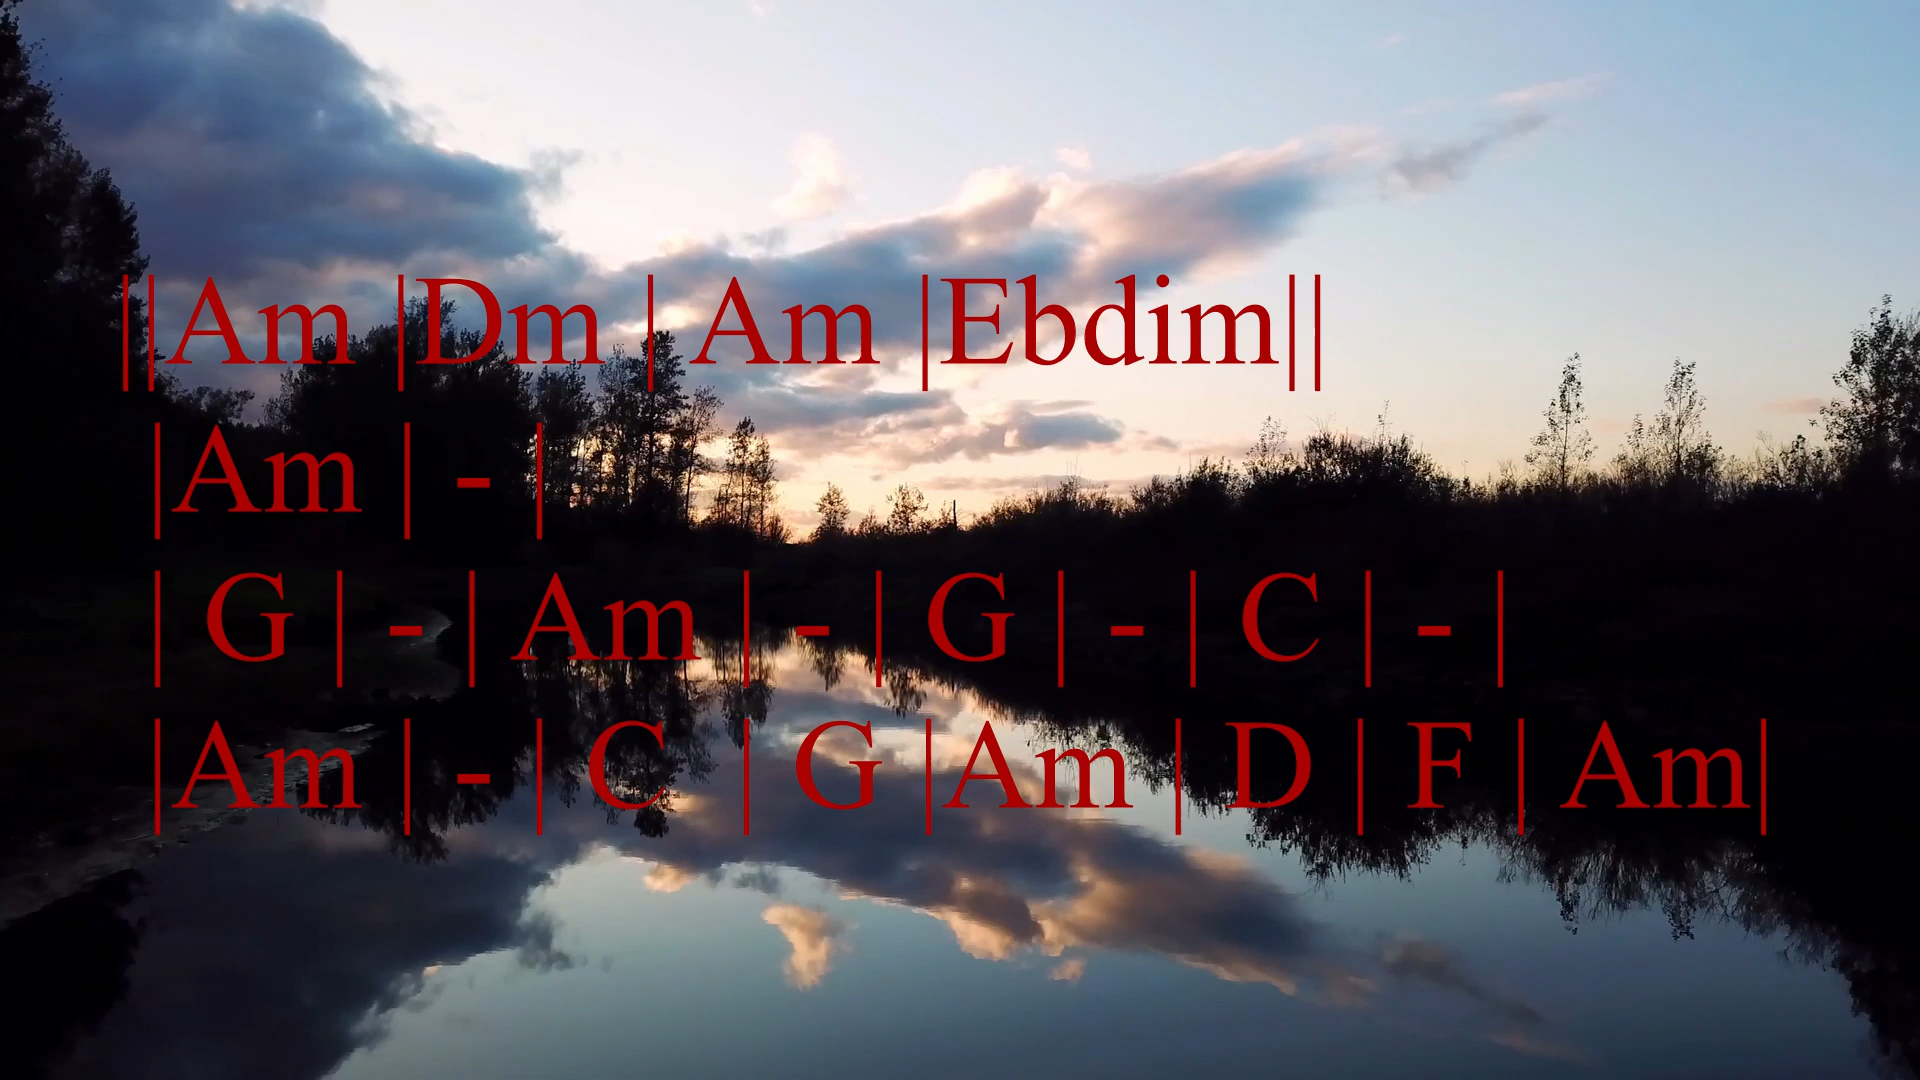 ||Am |Dm | Am |Ebdim||
|Am | - |
| G | - | Am | - | G | - | C | - |
|Am | - | C | G |Am | D | F | Am|